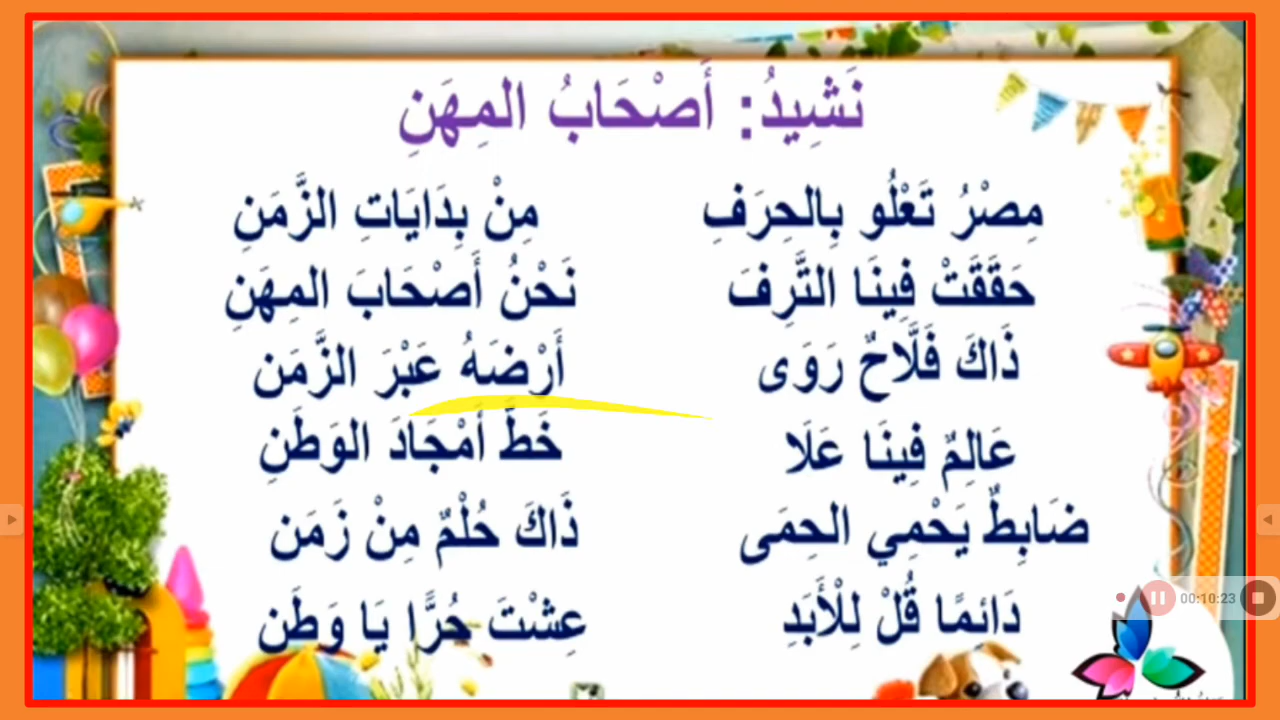 نَشِيدُ: أَصْحَابُ المِهَنِ
مِصْرُ تَعْلُو بِالحِرَفِ مِنْ بِدَايَاتِ الزَّمَنِ
حَقَقَتْ فِينَا التَّرِفَ نَحْنُ أَصْحَابَ المِهَنِ
ذَاكَ فَلَّاحٌ رَوَى أَرْضَهُ عَبْرَ الزَّمَن
عَالِمٌ فِينَا عَلَا خَطَّ أَمْجَادَ الوَطَنِ
ضَابِطٌ يَحْمِي الحِمَى ذَاكَ حُلْمٌ مِنْ زَمَن
دَائِمًا قُلْ لِلْأَبَدِ عِشْتَ حُرًّا يَا وَطَن
00:10:23